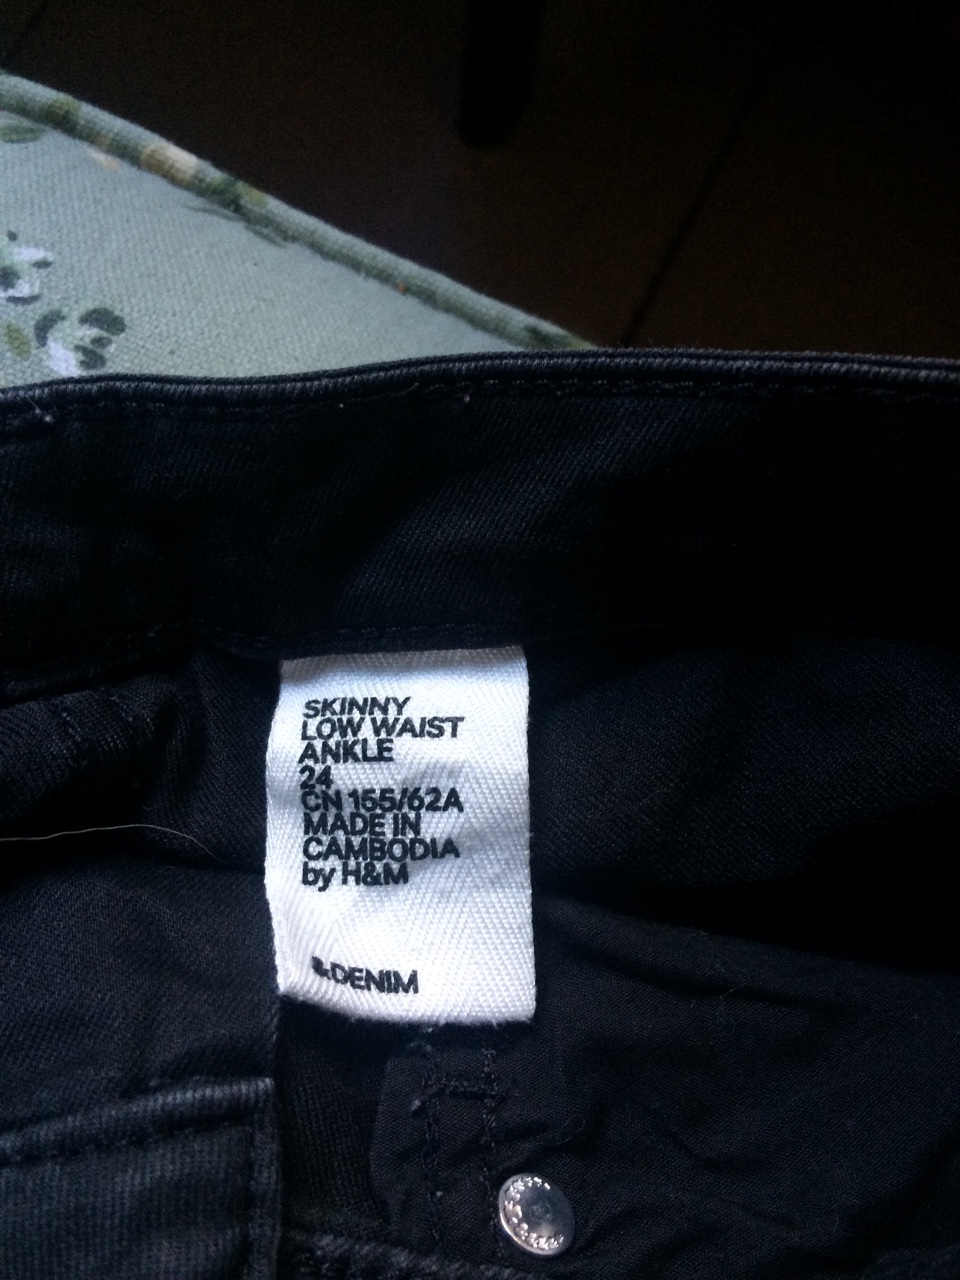 SKINNY
LOW WAIST
ANKLE
24
CN 155/62A
MADE IN
CAMBODIA
by H&M
&DENIM